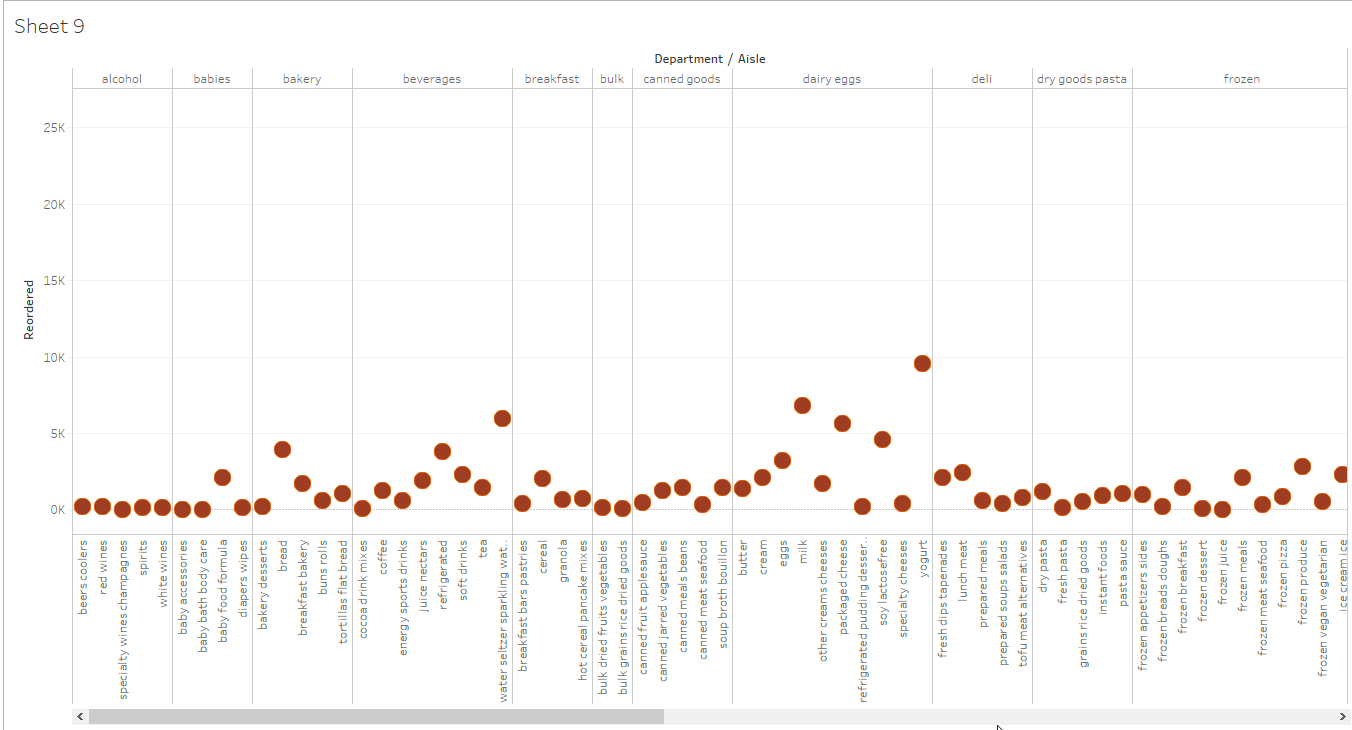 Sheet 9
Department / Aisle
alcohol babies bakery beverages breakfast bulk canned goods dairy eggs deli dry goods pasta frozen
25K
20K
15K
10K
5K
0K
Reordered
beers coolers
red wines
specialty wines champagnes
spirits
white wines
baby accessories
baby bath body care
baby food formula
diapers wipes
bakery desserts
bread
breakfast bakery
buns rolls
tortillas flat bread
cocoa drink mixes
coffee
energy sports drinks
juice nectars
refrigerated
soft drinks
tea
water seltzer sparkling wat..
breakfast bars pastries
cereal
granola
hot cereal pancake mixes
bulk dried fruits vegetables
bulk grains rice dried goods
canned fruit applesauce
canned jarred vegetables
canned meals beans
canned meat seafood
soup broth bouillon
butter
cream
eggs
milk
other creams cheeses
packaged cheese
refrigerated pudding desser..
soy lactosefree
specialty cheeses
yogurt
fresh dips tapenades
lunch meat
prepared meals
prepared soups salads
tofu meat alternatives
dry pasta
fresh pasta
grains rice dried goods
instant foods
pasta sauce
frozen appetizers sides
frozen breads doughs
frozen breakfast
frozen dessert
frozen juice
frozen meals
frozen meat seafood
frozen pizza
frozen produce
frozen vegan vegetarian
ice cream ice